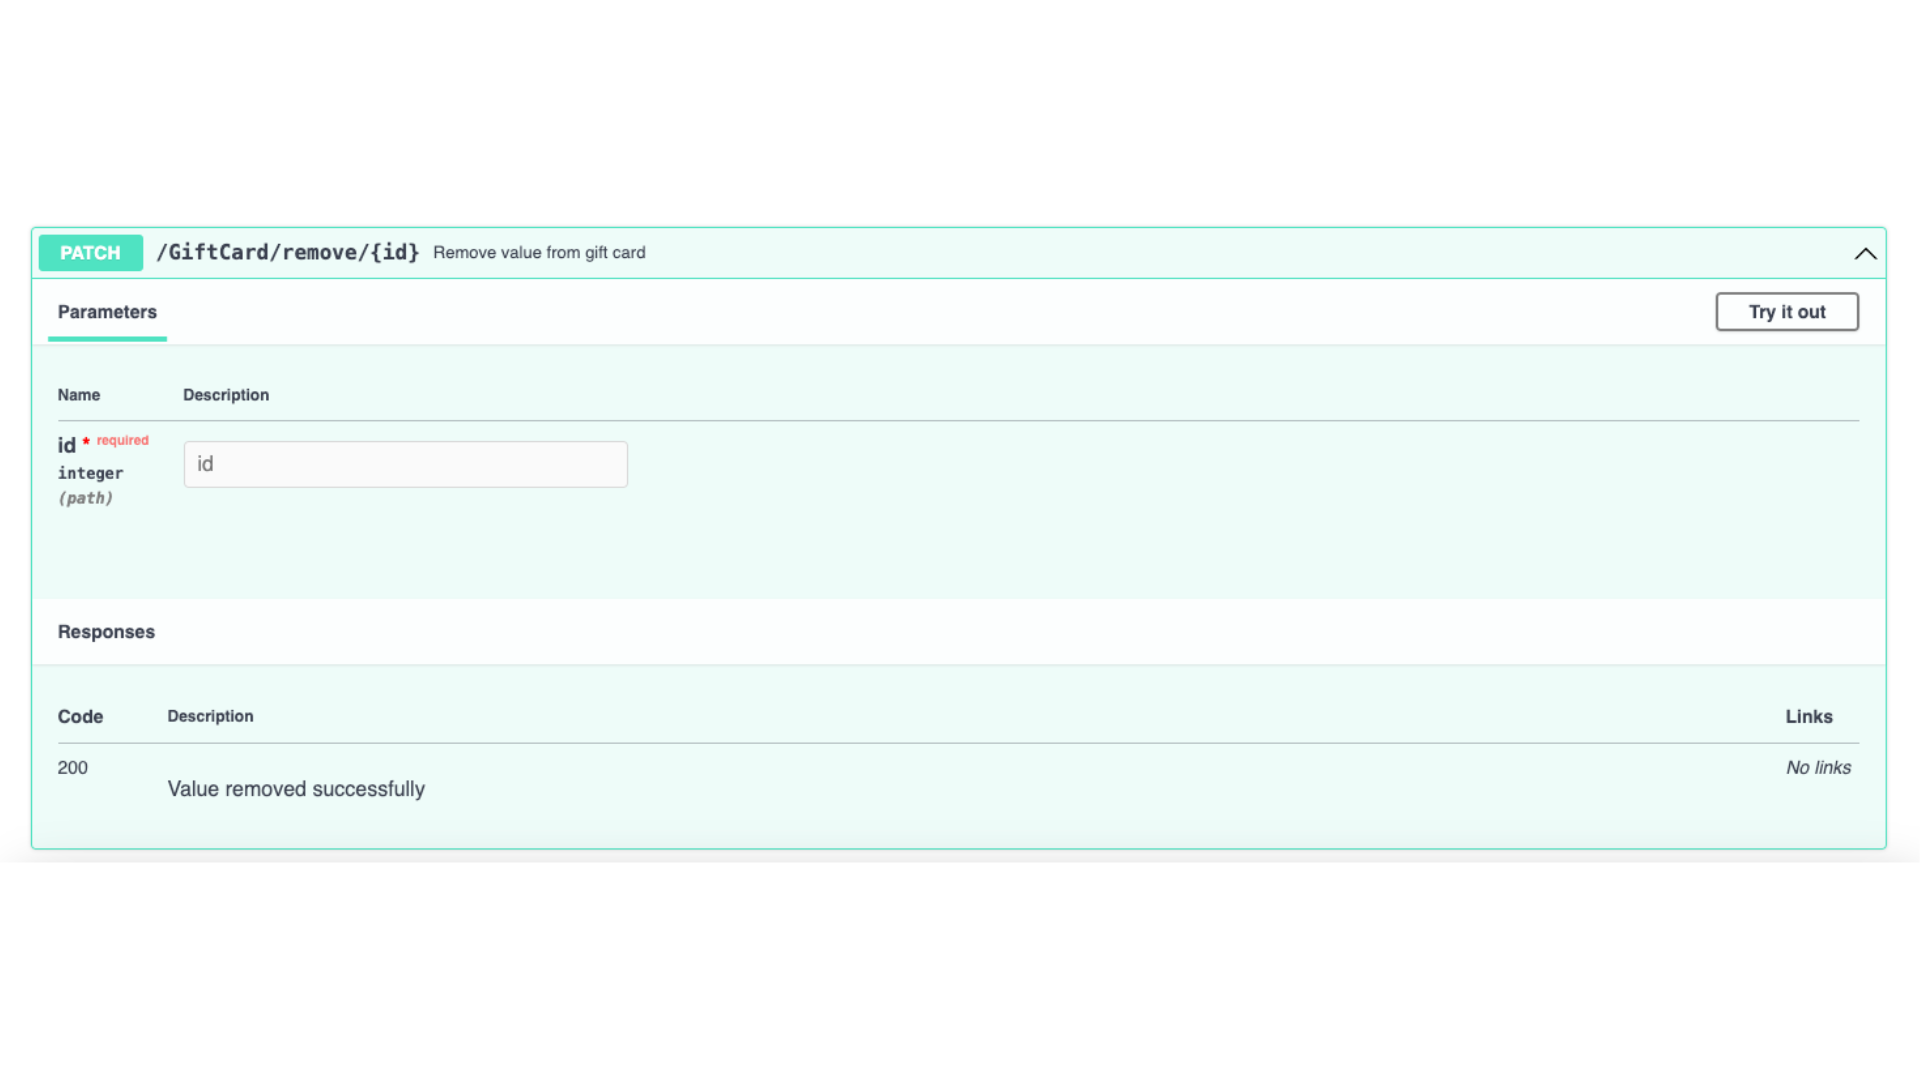 PATCH /GiftCard/remove/{id} Remove value from gift card
Parameters Try it out
Name Description
id * required
integer
(path)
id
Responses
Code Description Links
200 No links
Value removed successfully